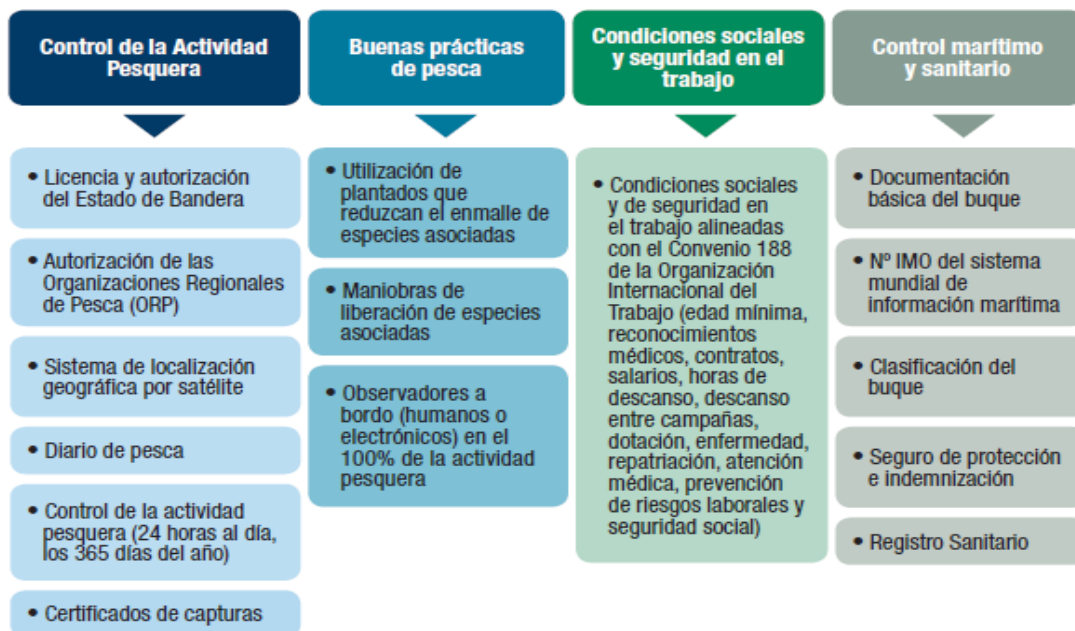 Control de la Actividad
Pesquera
• Licencia y autorización
del Estado de Bandera
• Autorización de las
Organizaciones Regionales
de Pesca (ORP)
• Sistema de localización
geográfica por satélite
• Diario de pesca
• Control de la actividad
pesquera (24 horas al día,
los 365 días del año)
• Certificados de capturas
Buenas prácticas
de pesca
• Utilización de
plantados que
reduzcan el enmalle de
especies asociadas
• Maniobras de
liberación de especies
asociadas
• Observadores a
bordo (humanos o
electrónicos) en el
100% de la actividad
pesquera
Condiciones sociales
y seguridad en el
trabajo
• Condiciones sociales
y de seguridad en
el trabajo alineadas
con el Convenio 188
de la Organización
Internacional del
Trabajo (edad mínima,
reconocimientos
médicos, contratos,
salarios, horas de
descanso, descanso
entre campañas,
dotación, enfermedad,
repatriación, atención
médica, prevención
de riesgos laborales y
seguridad social)
Control marítimo
y sanitario
• Documentación
básica del buque
• Nº IMO del sistema
mundial de
información marítima
• Clasificación del
buque
• Seguro de protección
e indemnización
• Registro Sanitario